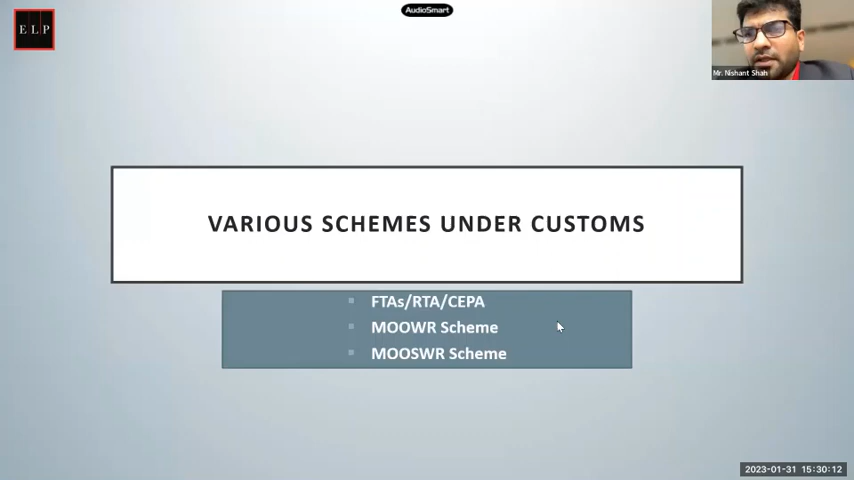 AudioSmart
E L P
Mr. Nishant Shah
VARIOUS SCHEMES UNDER CUSTOMS
FTAs/RTA/CEPA
MOOWR Scheme
MOOSWR Scheme
2023-01-31 15:30:12